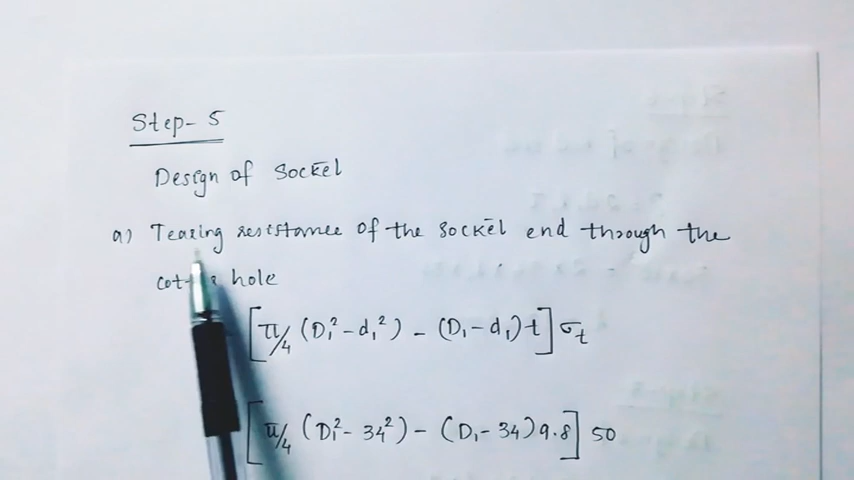 Step- 5
Design of Socket
a) Tearing resistance of the Socket end through the
hole
[π/4 (D₁² - d₁²) - (D₁ - d₁) t] σt
[π/4 (D₁² - 34²) - (D₁ - 34) 9.8] 50